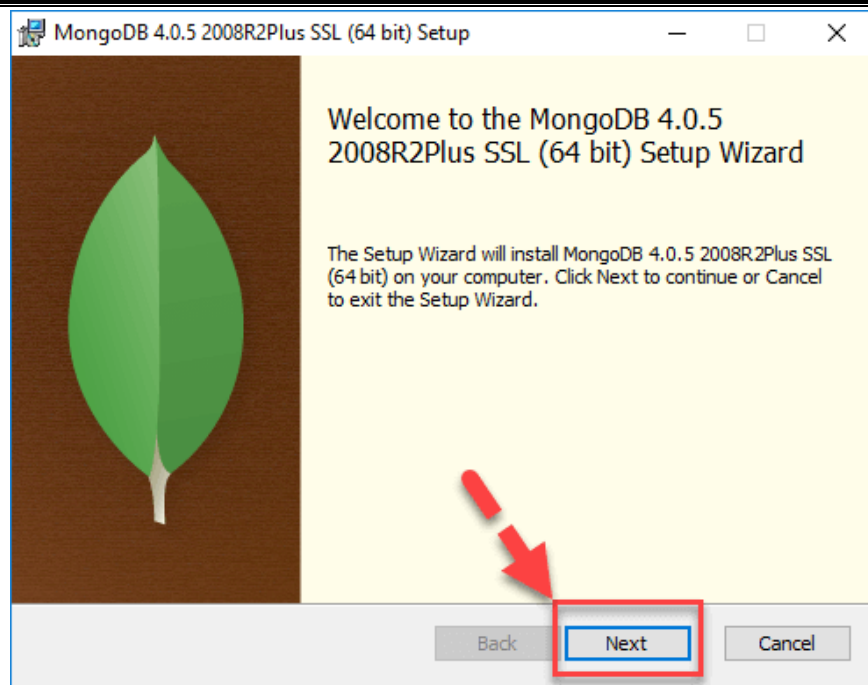 MongoDB 4.0.5 2008R2Plus SSL (64 bit) Setup
Welcome to the MongoDB 4.0.5
2008R2Plus SSL (64 bit) Setup Wizard
The Setup Wizard will install MongoDB 4.0.5 2008R2Plus SSL
(64 bit) on your computer. Click Next to continue or Cancel
to exit the Setup Wizard.
Back Next Cancel